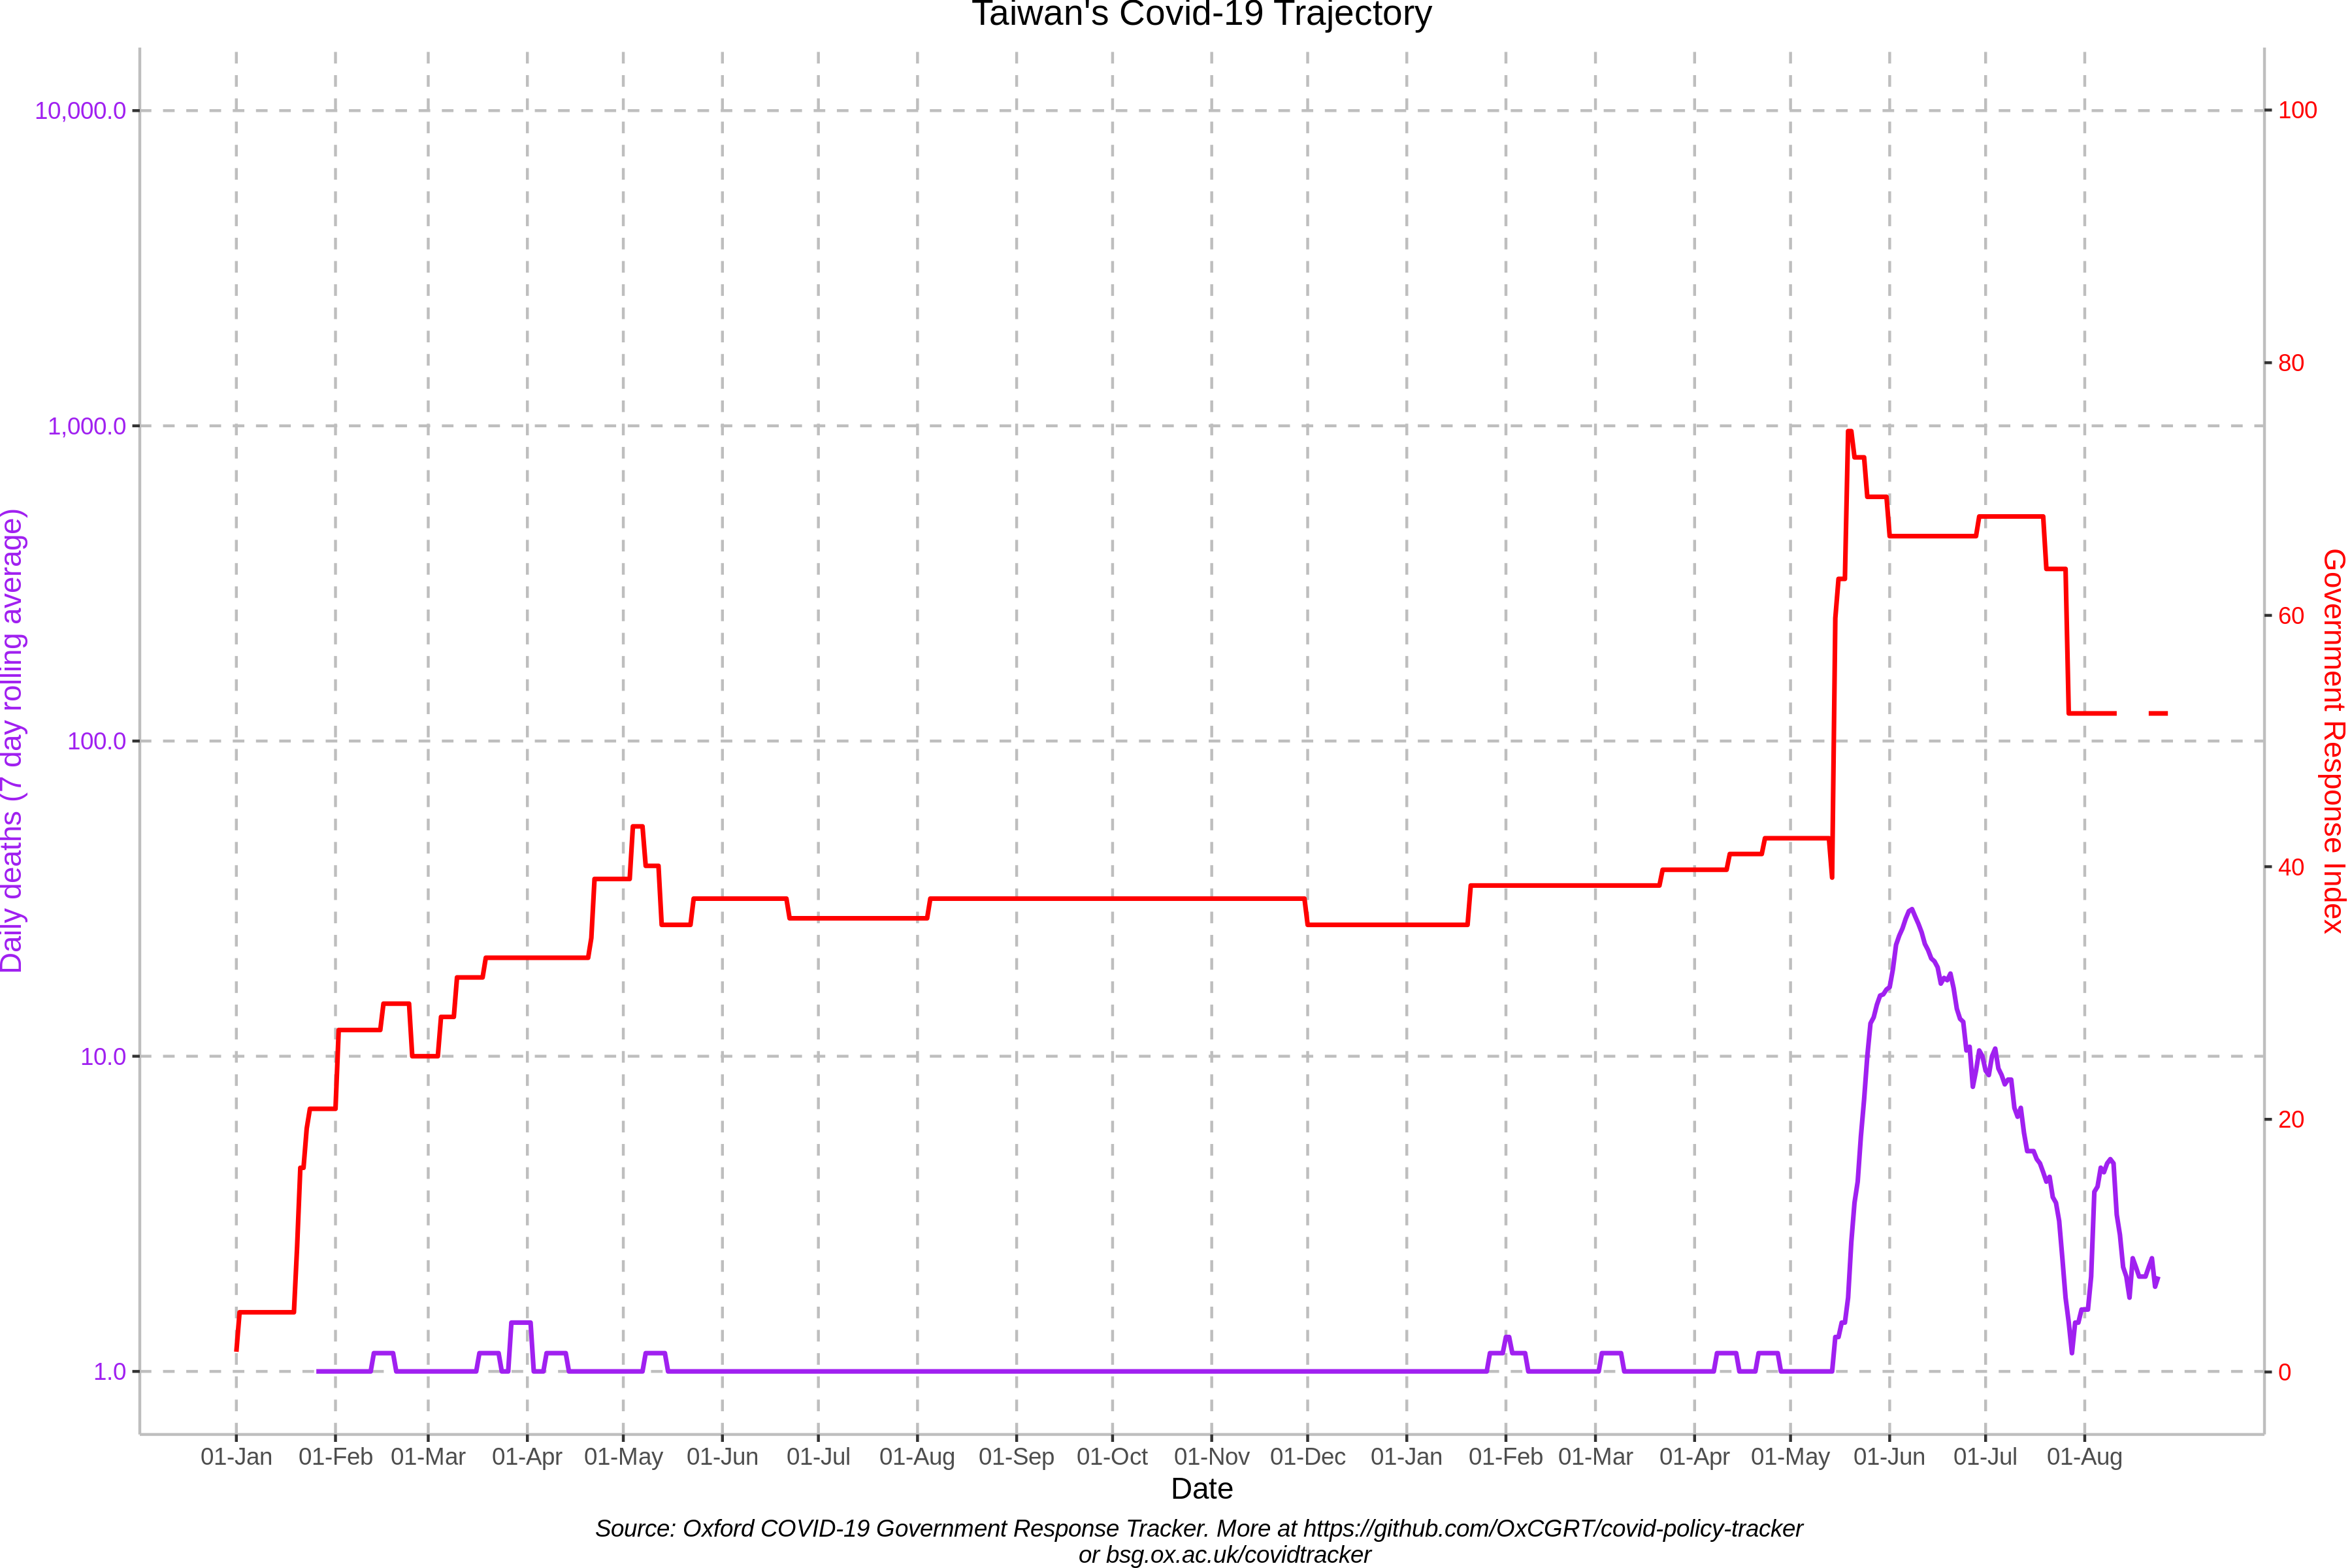 Taiwan's Covid-19 Trajectory
10,000.0
1,000.0
100.0
10.0
1.0
Daily deaths (7 day rolling average)
100
80
60
40
20
0
Government Response Index
01-Jan 01-Feb 01-Mar 01-Apr 01-May 01-Jun 01-Jul 01-Aug 01-Sep 01-Oct 01-Nov 01-Dec 01-Jan 01-Feb 01-Mar 01-Apr 01-May 01-Jun 01-Jul 01-Aug
Date
Source: Oxford COVID-19 Government Response Tracker. More at https://github.com/OxCGRT/covid-policy-tracker
or bsg.ox.ac.uk/covidtracker